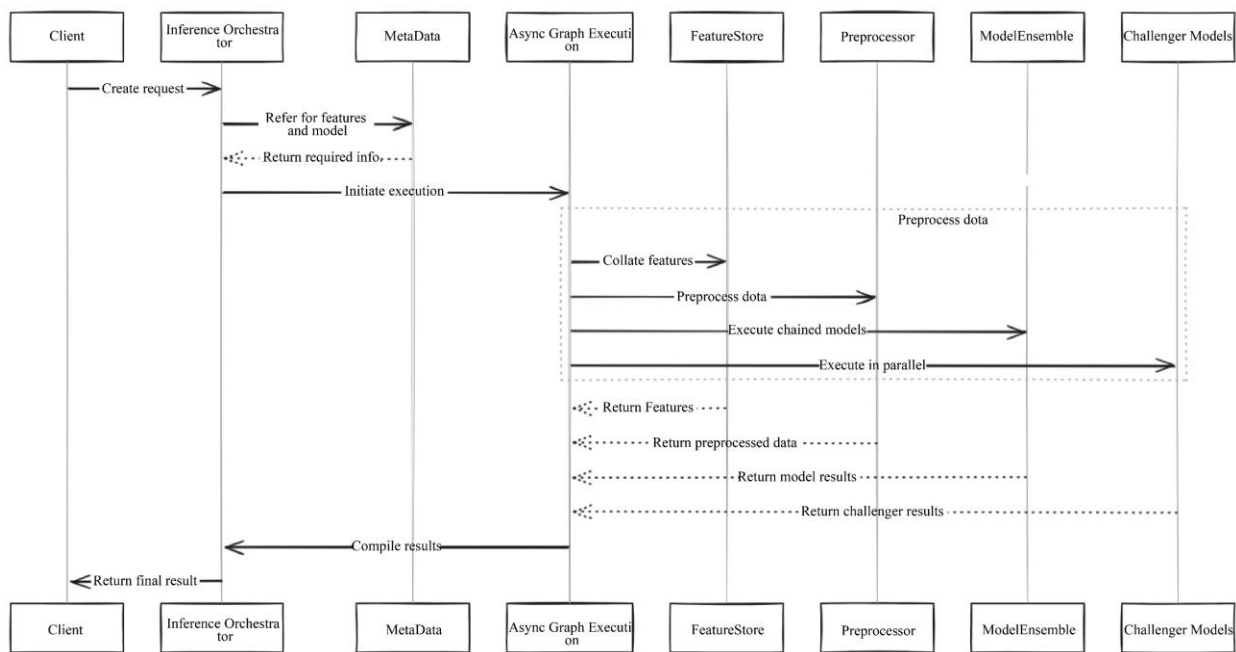 Client
Inference Orchestra
tor
MetaData
Async Graph Executi
on
FeatureStore
Preprocessor
ModelEnsemble
Challenger Models
Create request
Refer for features
and model
Return required info,
Initiate execution
Preprocess dota
Collate features
Preprocess dota
Execute chained models
Execute in parallel
Return Features
Return preprocessed data
Return model results
Return challenger results
Compile results
Return final result
Client
Inference Orchestra
tor
MetaData
Async Graph Executi
on
FeatureStore
Preprocessor
ModelEnsemble
Challenger Models